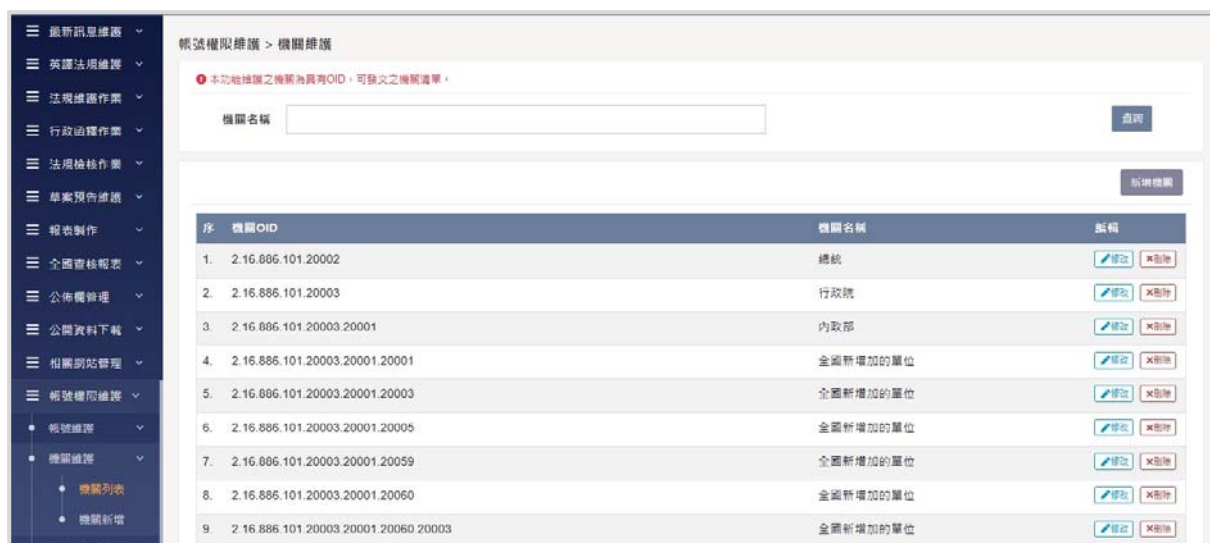 最新訊息維護
英譯法規維護
法規維護作業
行政函釋作業
法規檢核作業
草案預告維護
報表製作
全國查核報表
公佈欄管理
公開資料下載
相關網站管理
帳號權限維護
帳號維護
機關維護
機關列表
機關新增
帳號權限維護 > 機關維護
本功能維護之機關為具有OID，可發文之機關清單。
機關名稱
查詢
新增機關
序 機關OID 機關名稱 編輯
1. 2.16.886.101.20002 總統 修改 刪除
2. 2.16.886.101.20003 行政院 修改 刪除
3. 2.16.886.101.20003.20001 內政部 修改 刪除
4. 2.16.886.101.20003.20001.20001 全國新增加的單位 修改 刪除
5. 2.16.886.101.20003.20001.20003 全國新增加的單位 修改 刪除
6. 2.16.886.101.20003.20001.20005 全國新增加的單位 修改 刪除
7. 2.16.886.101.20003.20001.20059 全國新增加的單位 修改 刪除
8. 2.16.886.101.20003.20001.20060 全國新增加的單位 修改 刪除
9. 2.16.886.101.20003.20001.20060.20003 全國新增加的單位 修改 刪除